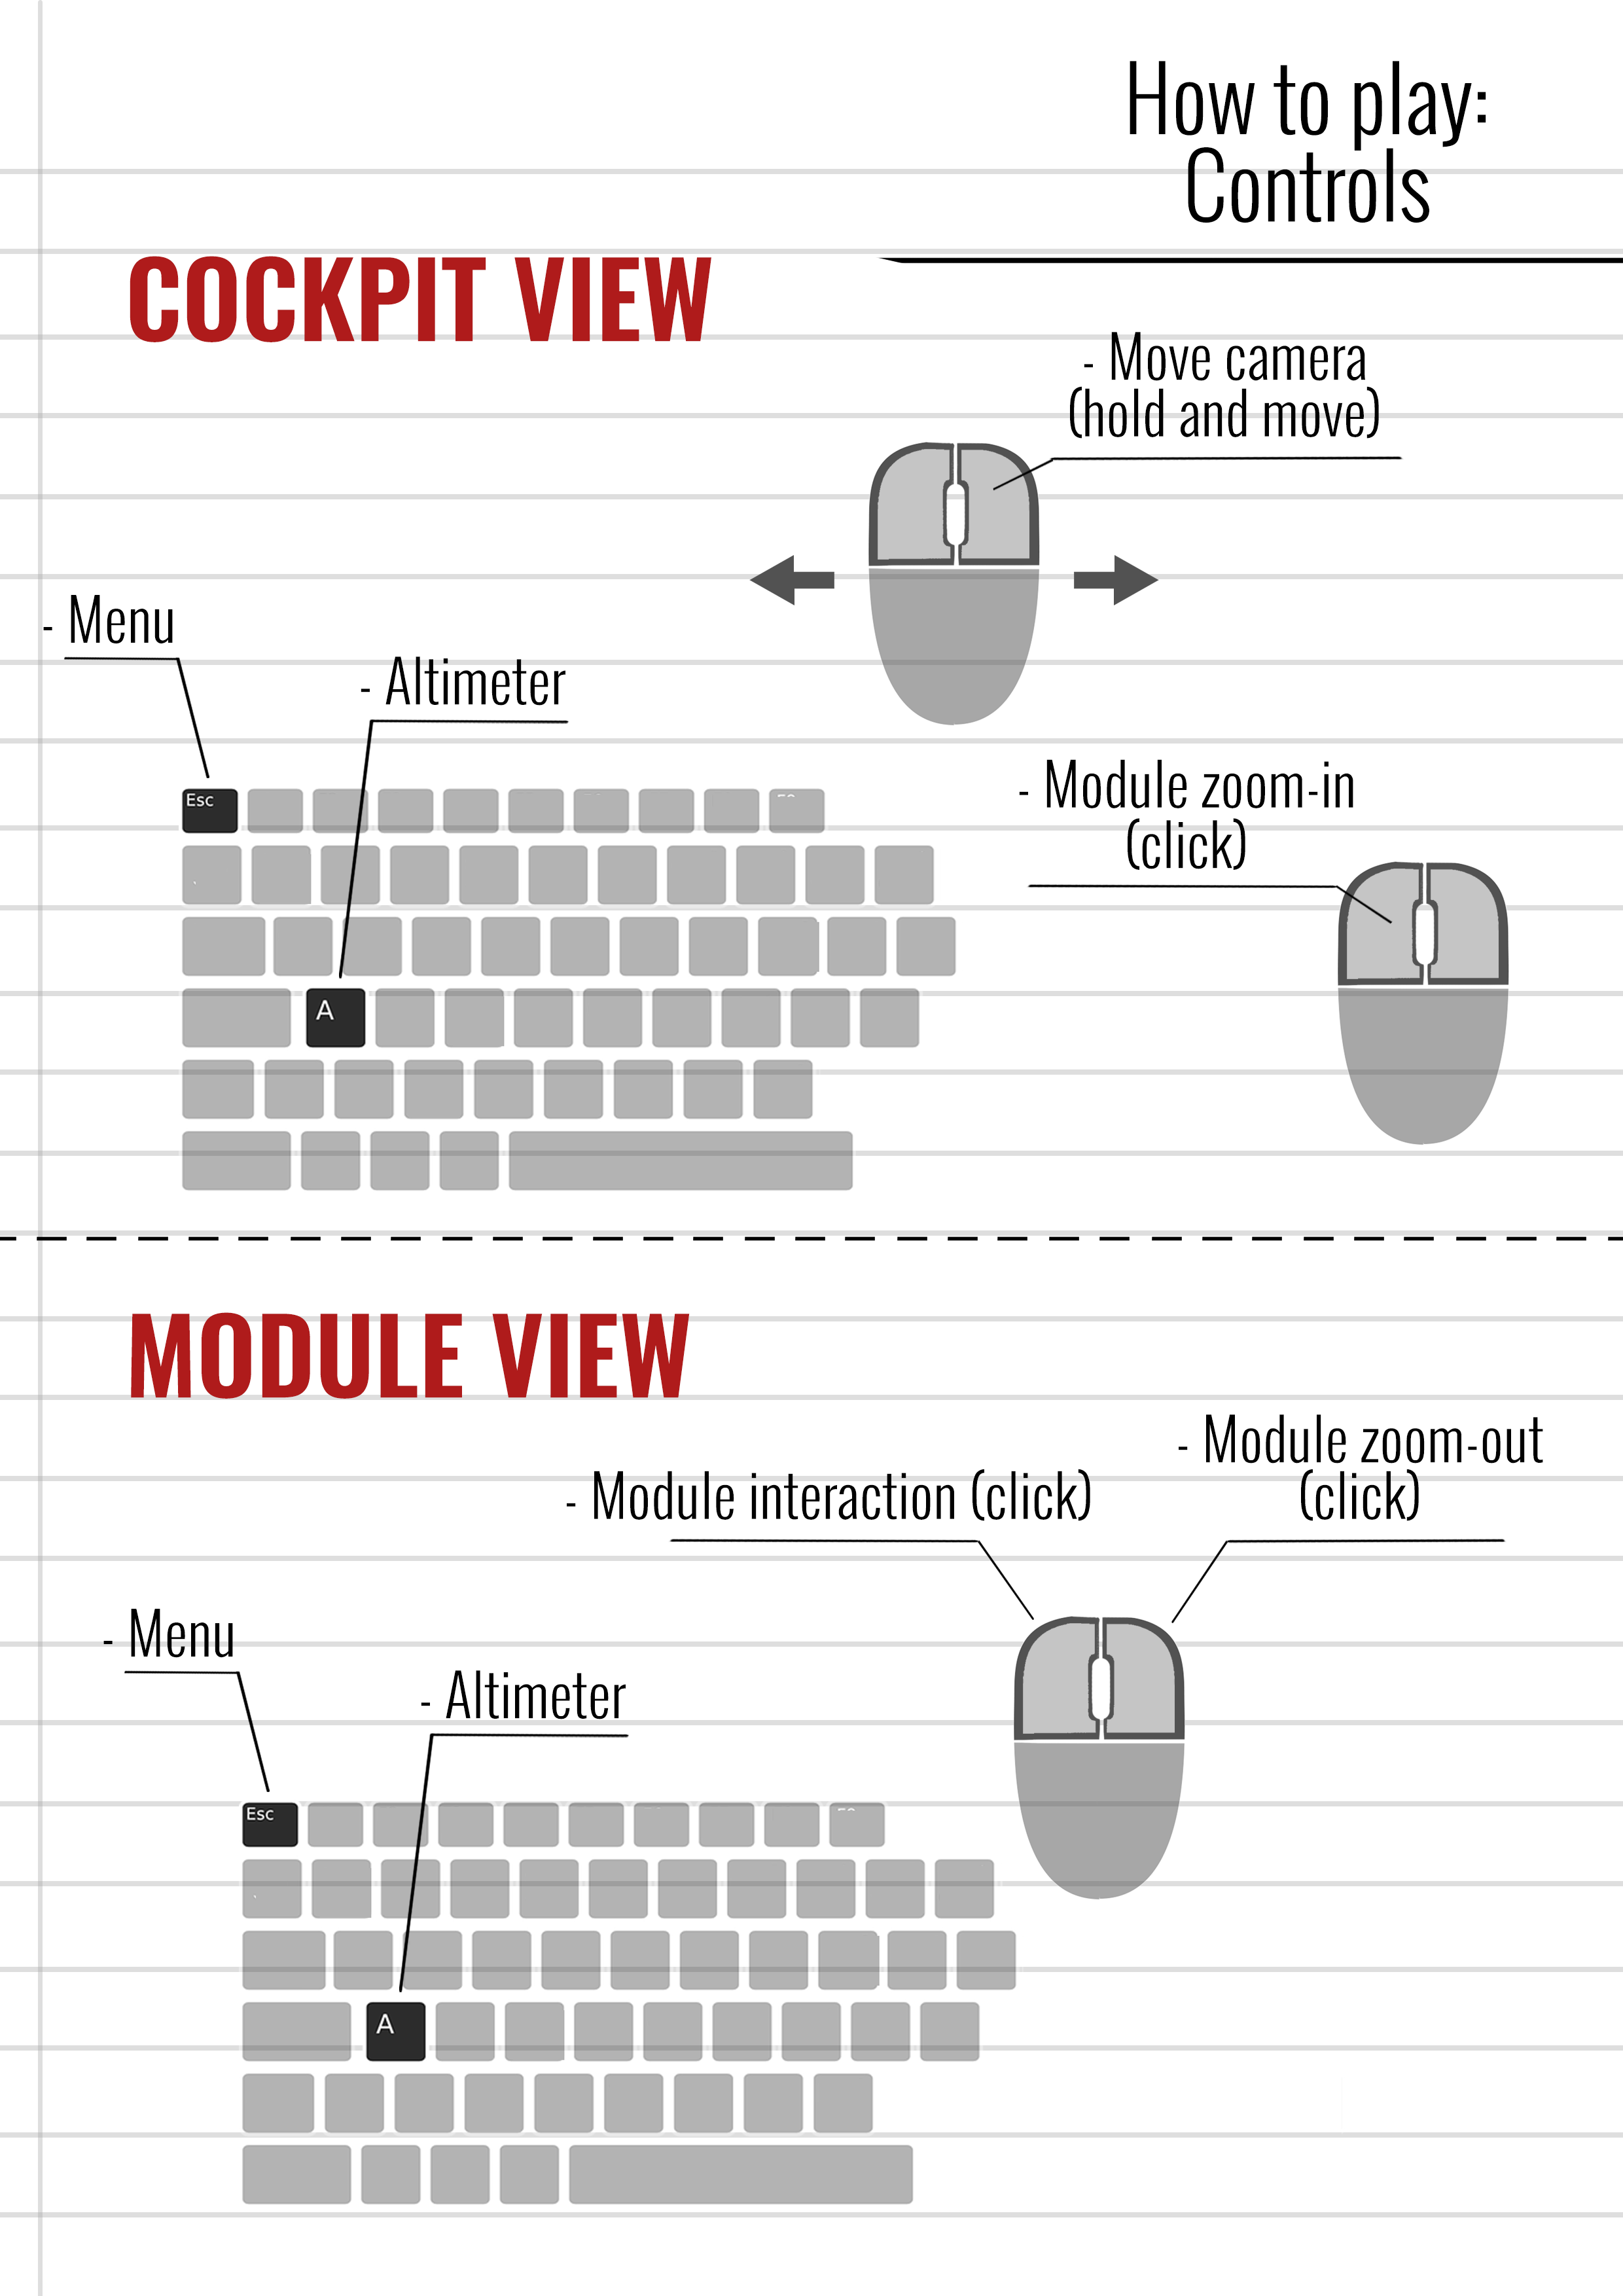 How to play:
Controls
COCKPIT VIEW
- Move camera
(hold and move)
- Menu
- Altimeter
- Module zoom-in
(click)
Esc
A
MODULE VIEW
- Module zoom-out
(click)
- Module interaction (click)
- Menu
- Altimeter
Esc
A